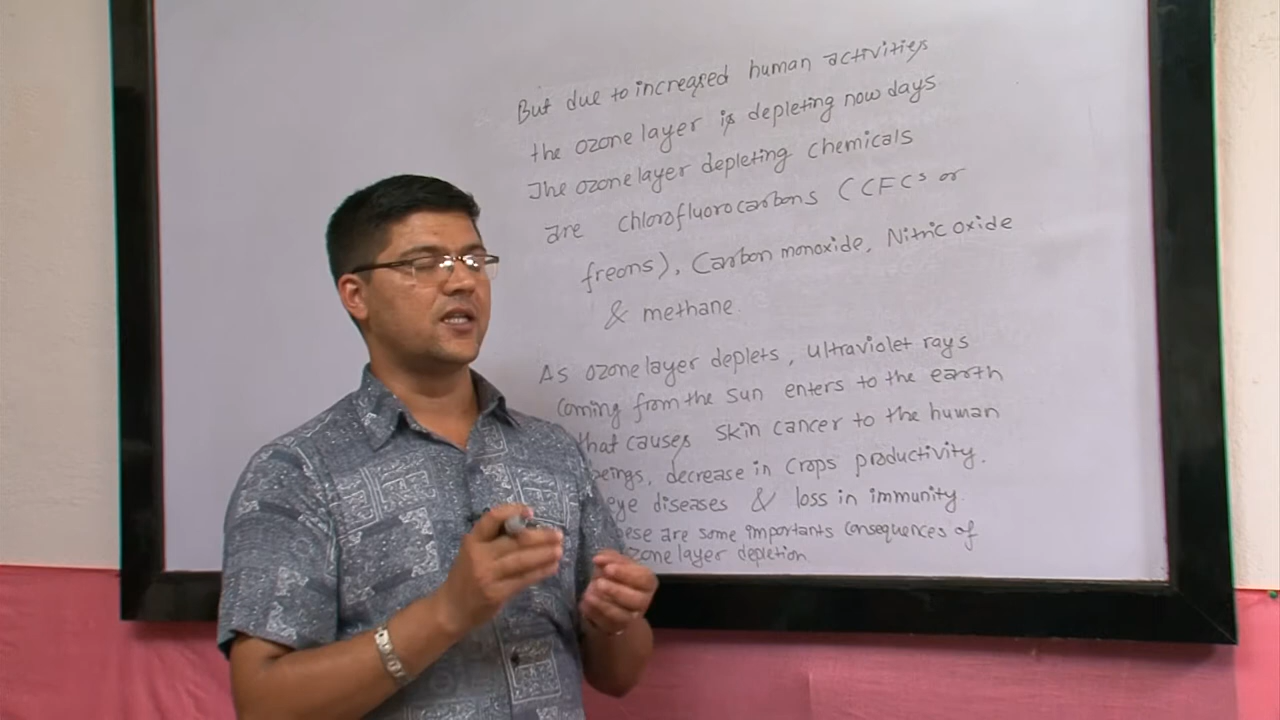 But due to increased human activities
the ozone layer is depleting now days
The ozone layer depleting chemicals
are chlorofluorocarbons (CFCs or
freons), Carbon monoxide, Nitric oxide
& methane.
As ozone layer deplets, ultraviolet rays
coming from the sun enters to the earth
that causes skin cancer to the human
beings, decrease in crops productivity.
eye diseases & loss in immunity.
ese are some importants consequences of
zone layer depletion